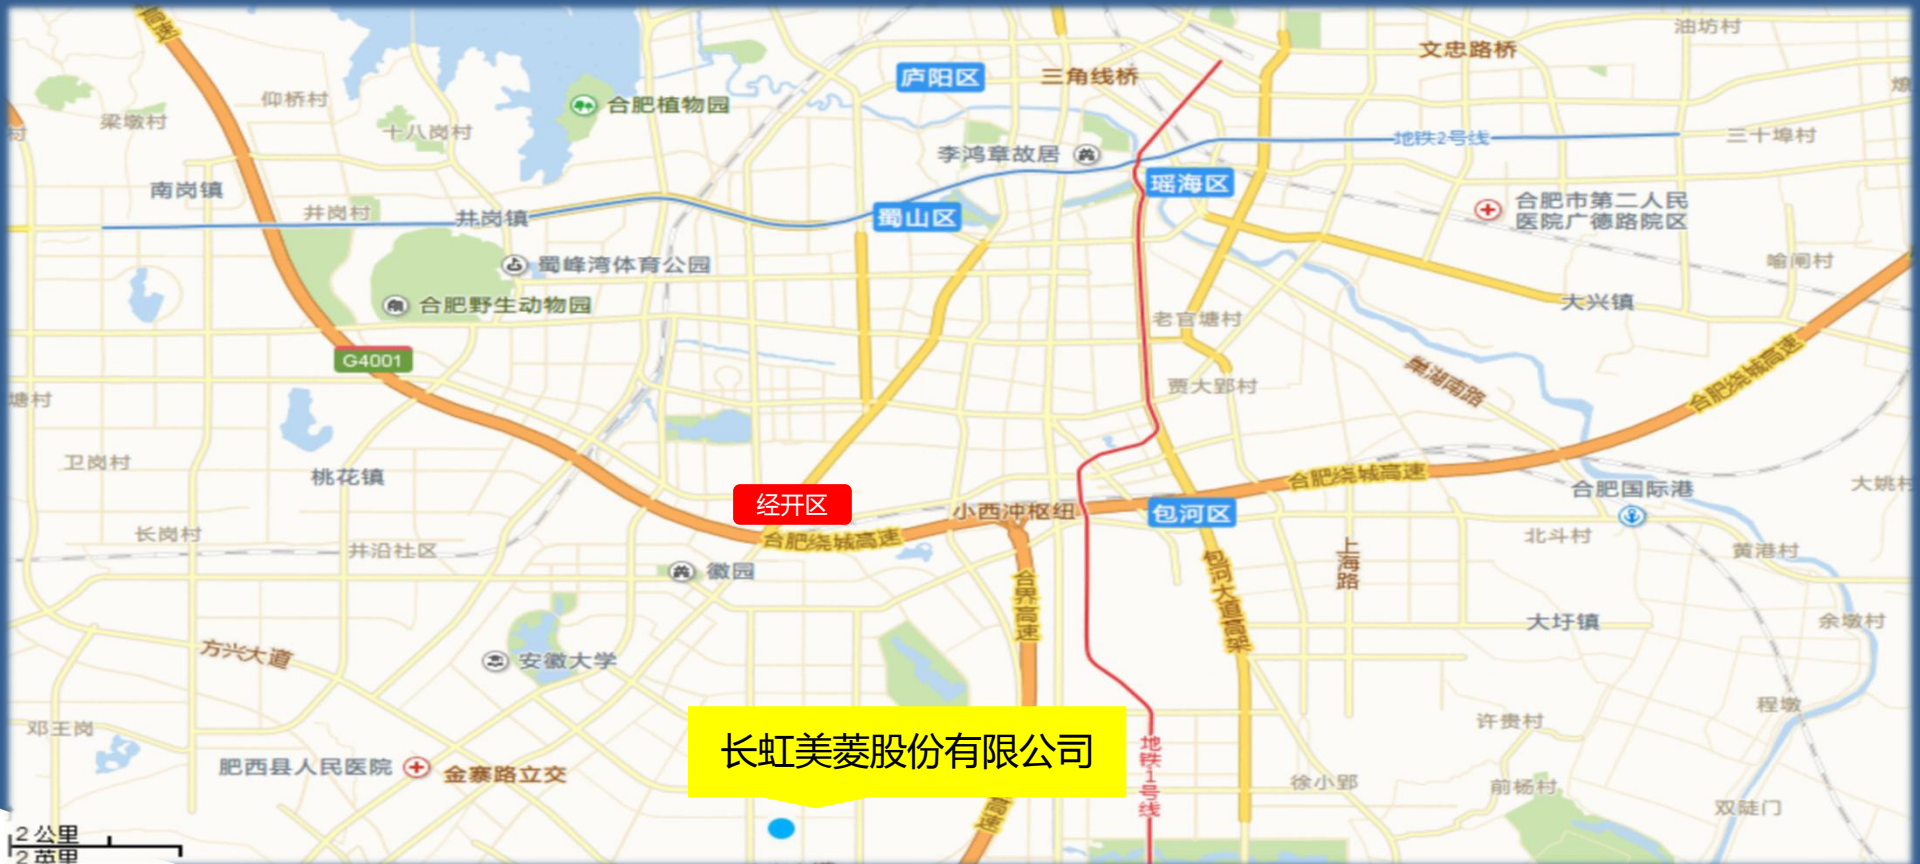 高速
油坊村
文忠路桥
庐阳区
三角线桥
仰桥村
合肥植物园
梁墩村
十八岗村
村
地铁2号线
三十埠村
李鸿章故居
瑶海区
南岗镇
井岗村
井岗镇
蜀山区
合肥市第二人民
医院广德路院区
蜀峰湾体育公园
喻闸村
合肥野生动物园
大兴镇
老官塘村
G4001
合肥绕城高速
巢湖南路
贾大郢村
塘村
卫岗村
桃花镇
合肥绕城高速
合肥国际港
大姚村
经开区
小西冲枢纽
包河区
长岗村
合肥绕城高速
北斗村
井沿社区
黄港村
徽园
上海路
合界高速
包河大道高架
大圩镇
余墩村
方兴大道
安徽大学
程墩
许贵村
邓王岗
长虹美菱股份有限公司
地铁1号线
肥西县人民医院
金寨路立交
徐小郢
前杨村
双陡门
高速
2公里
2英里